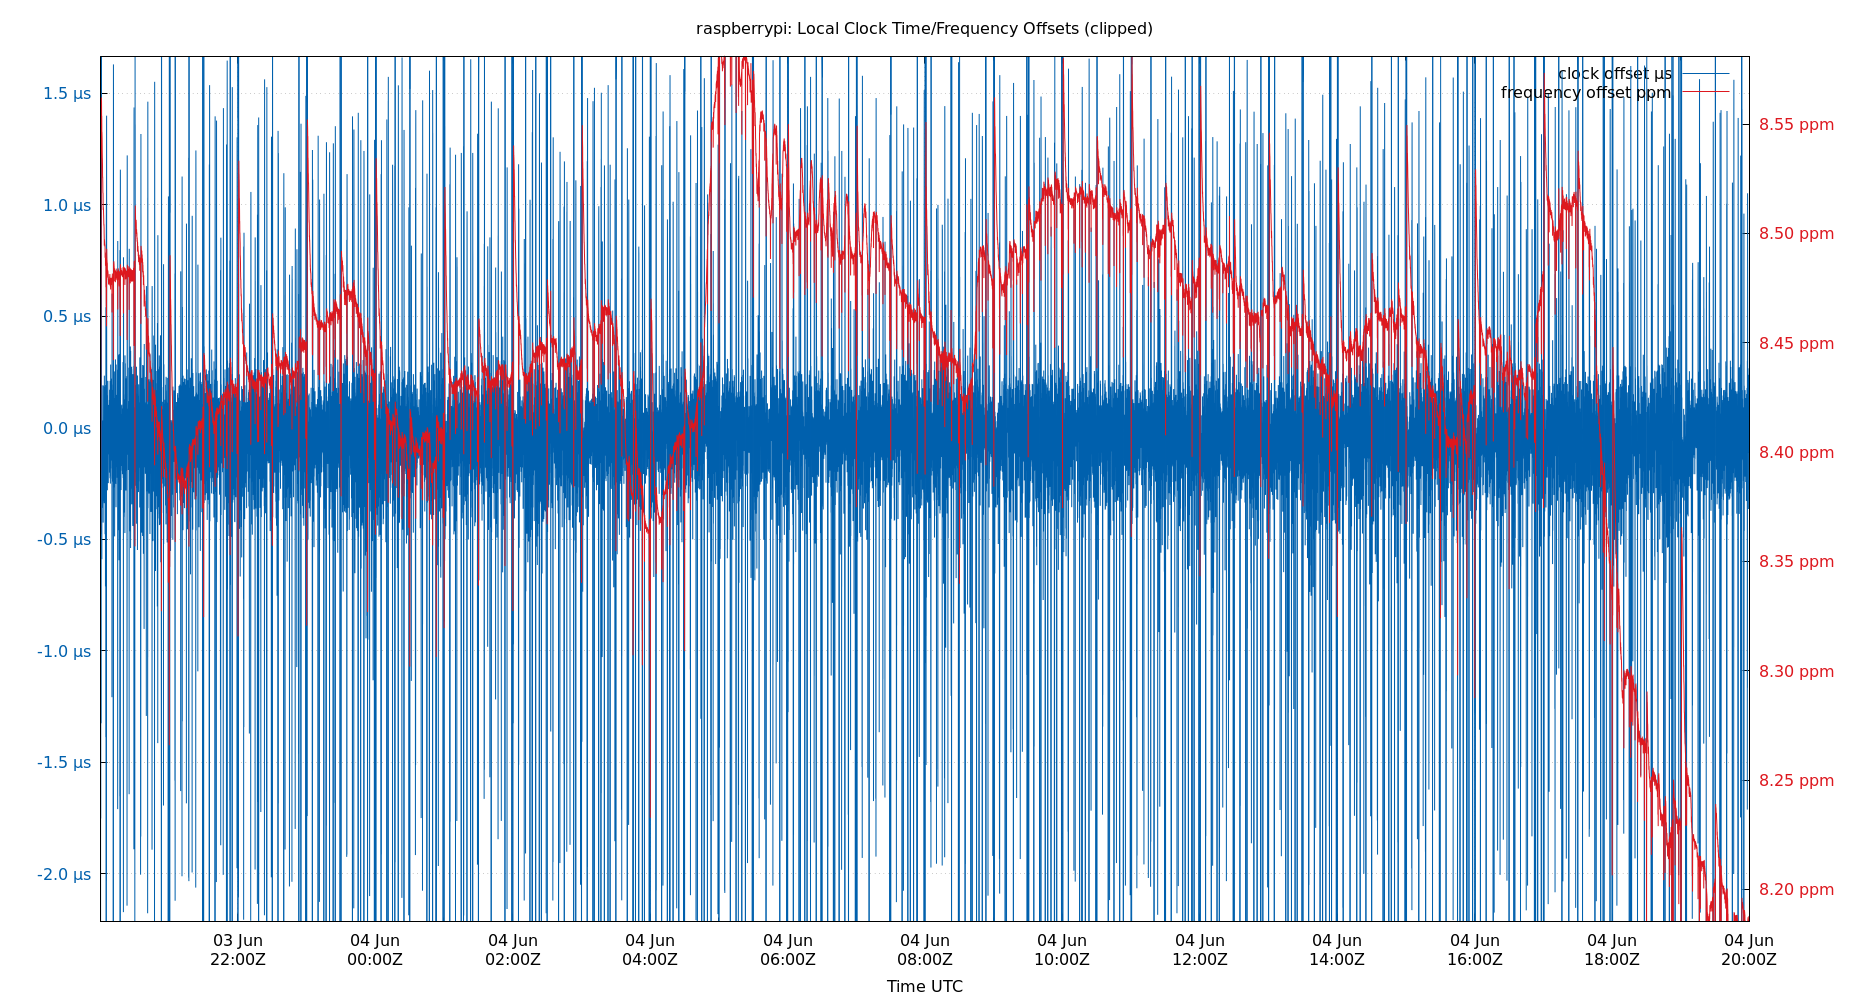 raspberrypi: Local Clock Time/Frequency Offsets (clipped)
clock offset µs
frequency offset ppm
1.5 µs
1.0 µs
0.5 µs
0.0 µs
-0.5 µs
-1.0 µs
-1.5 µs
-2.0 µs
8.55 ppm
8.50 ppm
8.45 ppm
8.40 ppm
8.35 ppm
8.30 ppm
8.25 ppm
8.20 ppm
03 Jun 04 Jun 04 Jun 04 Jun 04 Jun 04 Jun 04 Jun 04 Jun 04 Jun 04 Jun 04 Jun 04 Jun
22:00Z 00:00Z 02:00Z 04:00Z 06:00Z 08:00Z 10:00Z 12:00Z 14:00Z 16:00Z 18:00Z 20:00Z
Time UTC